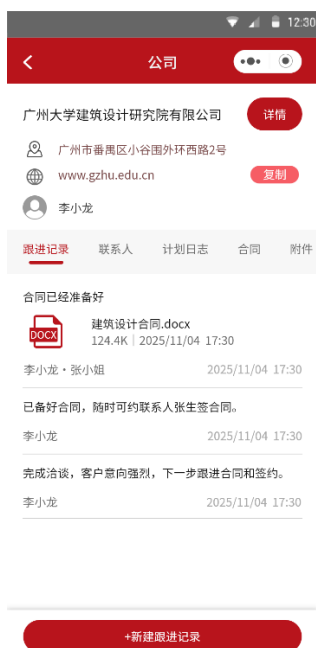 12:30
公司
广州大学建筑设计研究院有限公司
详情
广州市番禺区小谷围外环西路2号
www.gzhu.edu.cn
复制
李小龙
跟进记录 联系人 计划日志 合同 附件
合同已经准备好
DOCX
建筑设计合同.docx
124.4K | 2025/11/04 17:30
李小龙·张小姐 2025/11/04 17:30
已备好合同，随时可约联系人张生签合同。
李小龙 2025/11/04 17:30
完成洽谈，客户意向强烈，下一步跟进合同和签约。
李小龙 2025/11/04 17:30
+新建跟进记录